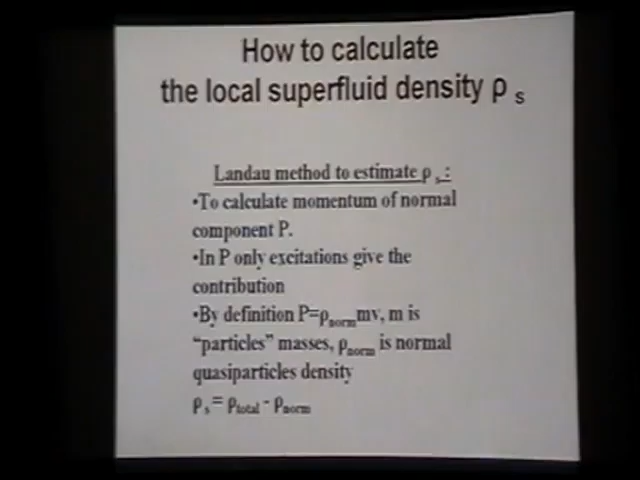 How to calculate
the local superfluid density ρ s
Landau method to estimate ρ s :
•To calculate momentum of normal
component P.
•In P only excitations give the
contribution
•By definition P=ρnormmv, m is
“particles” masses, ρnorm is normal
quasiparticles density
ρs= ρtotal - ρnorm